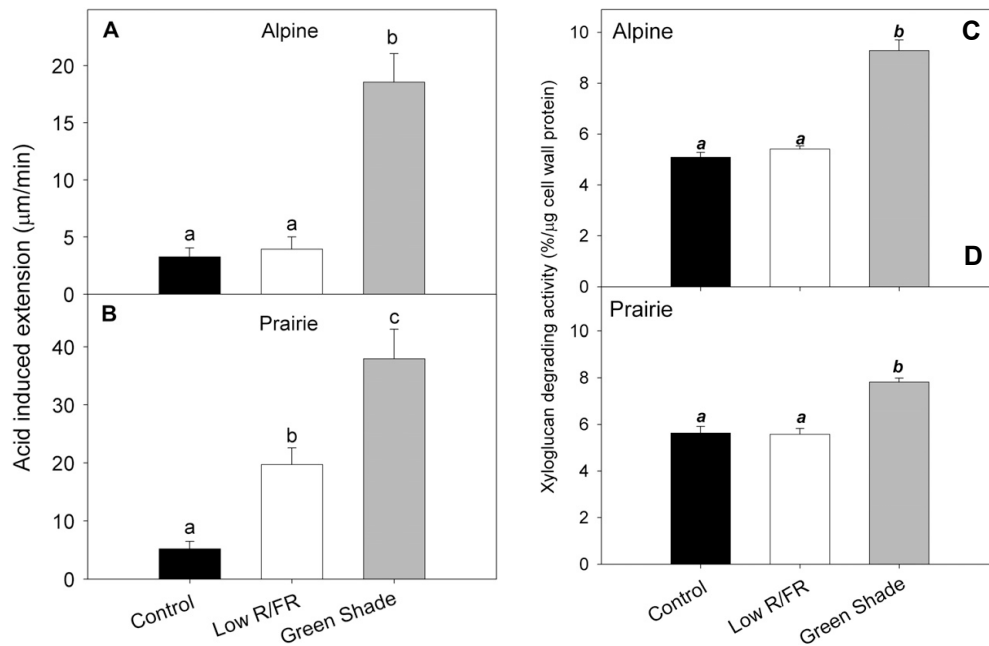 A
Alpine
b
20
15
10
5
a
a
0
B
Prairie
c
40
30
b
20
10
a
0
Acid induced extension (µm/min)
Control
Low R/FR
Green Shade
C
Alpine
b
10
8
6
a
a
4
2
0
D
Prairie
10
b
8
a
a
6
4
2
0
Xyloglucan degrading activity (%/µg cell wall protein)
Control
Low R/FR
Green Shade